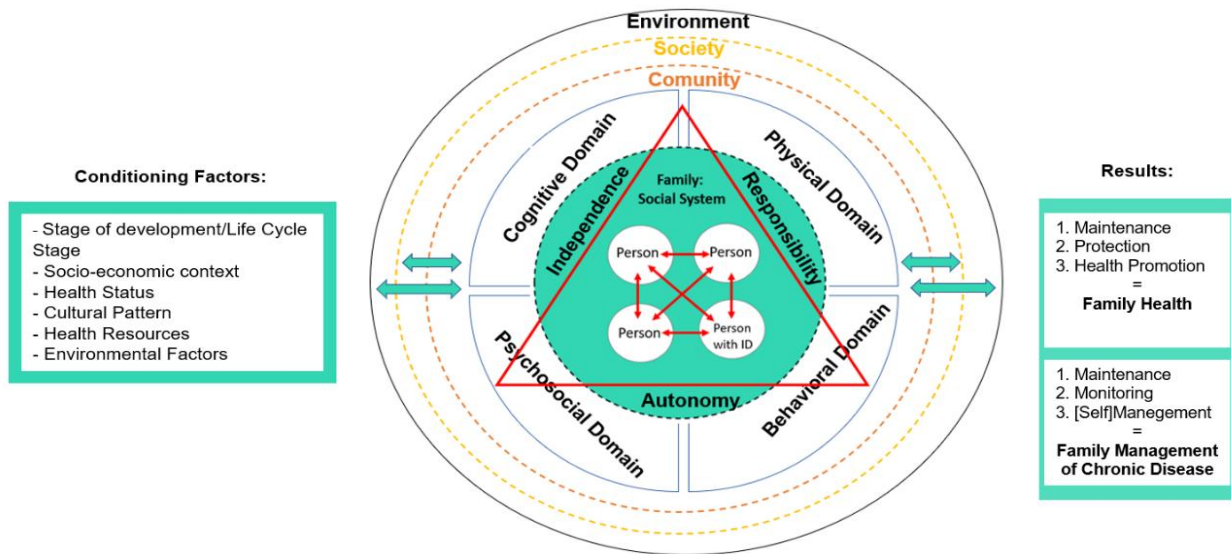 Environment
Society
Comunity
Cognitive Domain
Physical Domain
Independence
Responsibility
Family:
Social System
Person
Person
Person
Person
with ID
Autonomy
Psychosocial Domain
Behavioral Domain
Conditioning Factors:
- Stage of development/Life Cycle
Stage
- Socio-economic context
- Health Status
- Cultural Pattern
- Health Resources
- Environmental Factors
Results:
1. Maintenance
2. Protection
3. Health Promotion
=
Family Health
1. Maintenance
2. Monitoring
3. [Self]Manegement
=
Family Management
of Chronic Disease